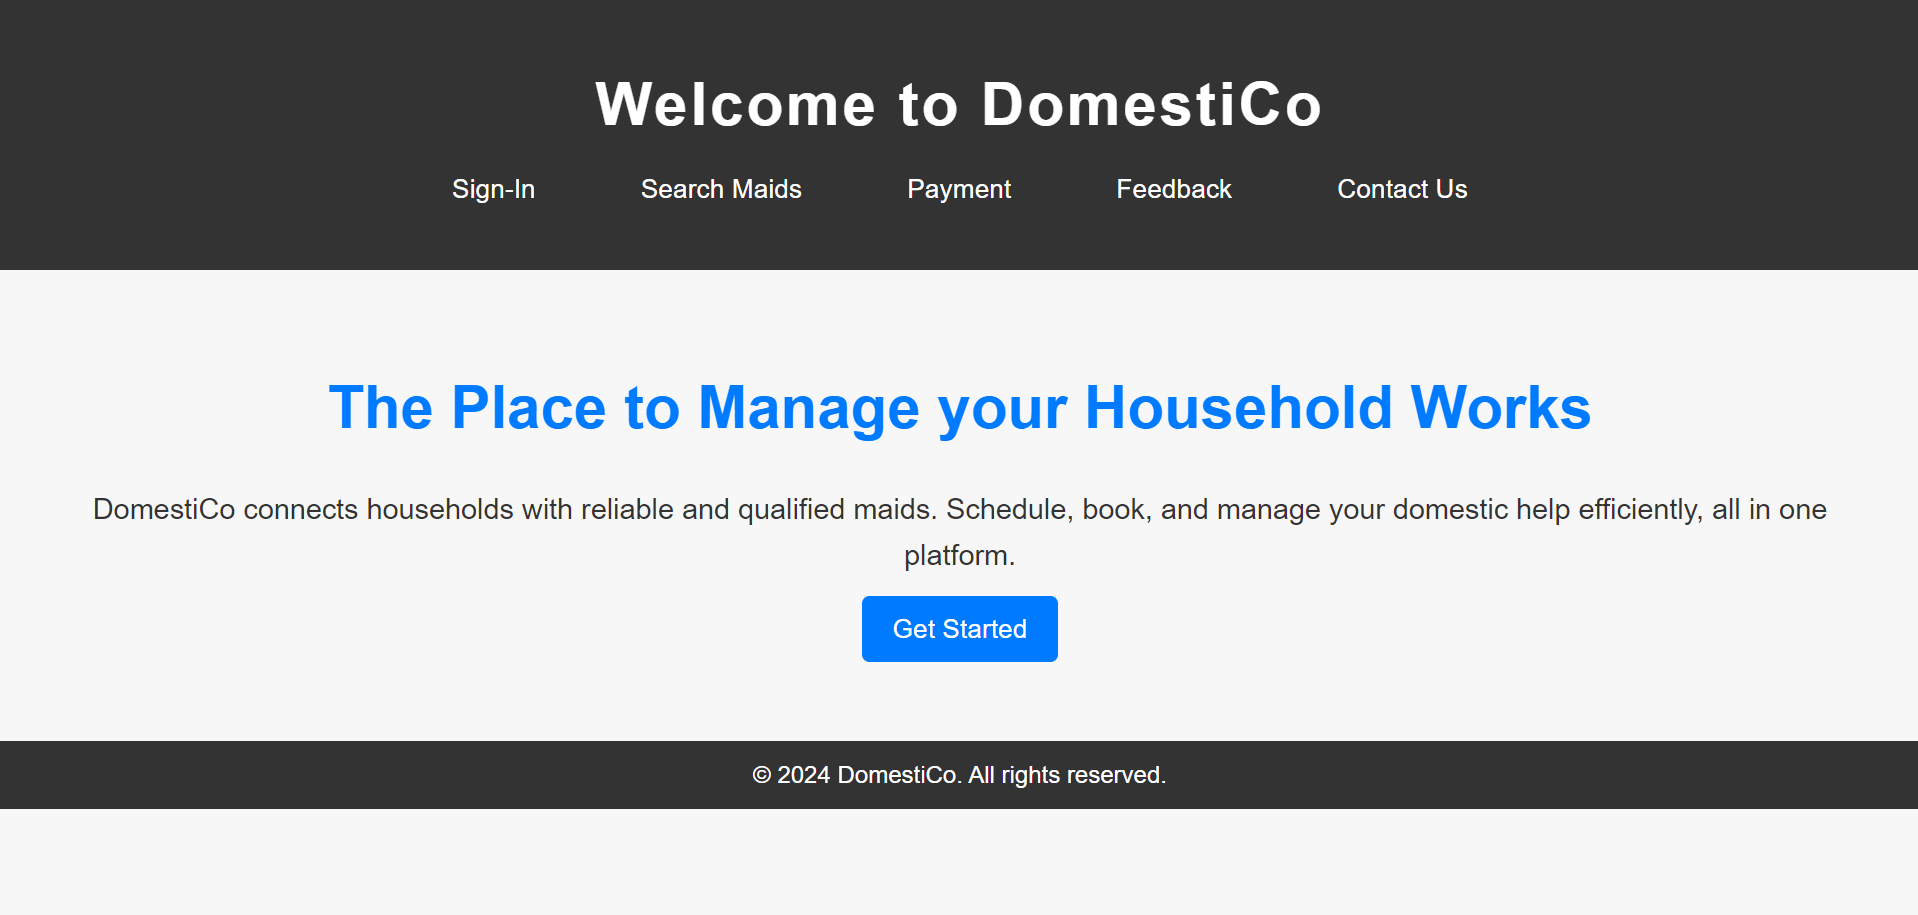 Welcome to DomestiCo
Sign-In Search Maids Payment Feedback Contact Us
The Place to Manage your Household Works
DomestiCo connects households with reliable and qualified maids. Schedule, book, and manage your domestic help efficiently, all in one
platform.
Get Started
© 2024 DomestiCo. All rights reserved.